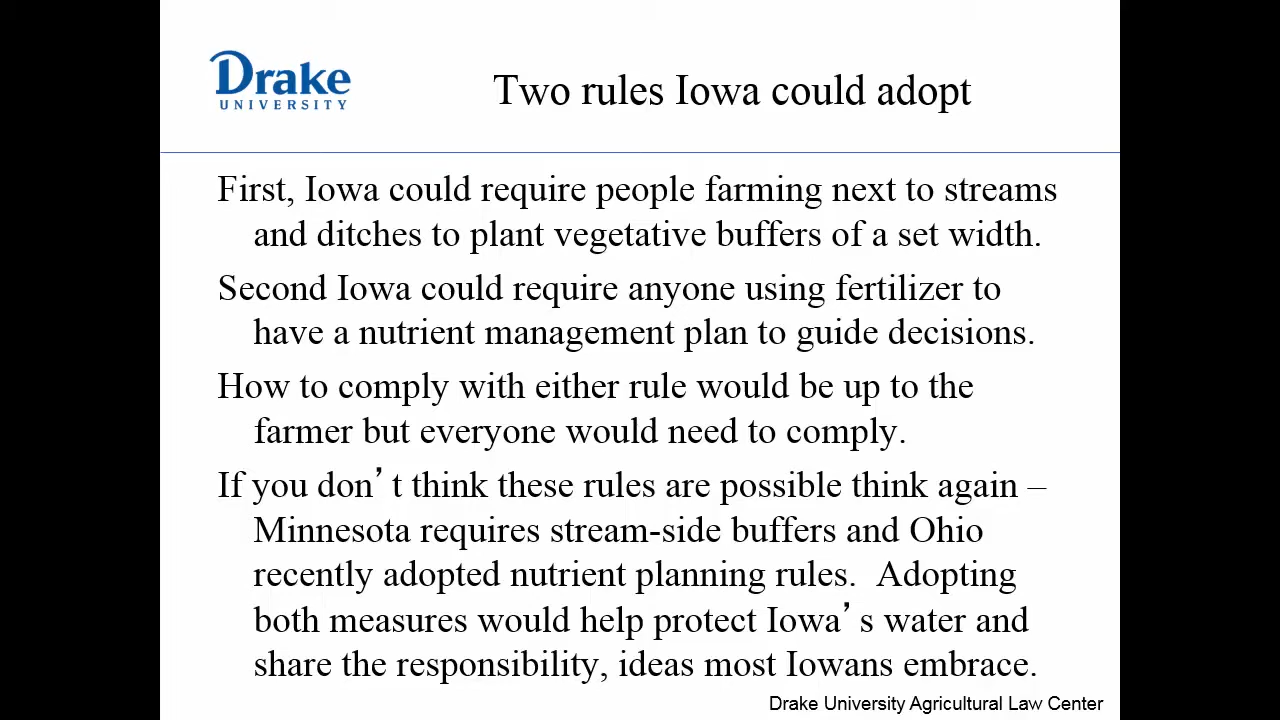 Drake
UNIVERSITY
Two rules Iowa could adopt
First, Iowa could require people farming next to streams
and ditches to plant vegetative buffers of a set width.
Second Iowa could require anyone using fertilizer to
have a nutrient management plan to guide decisions.
How to comply with either rule would be up to the
farmer but everyone would need to comply.
If you don’t think these rules are possible think again –
Minnesota requires stream-side buffers and Ohio
recently adopted nutrient planning rules.  Adopting
both measures would help protect Iowa’s water and
share the responsibility, ideas most Iowans embrace.
Drake University Agricultural Law Center